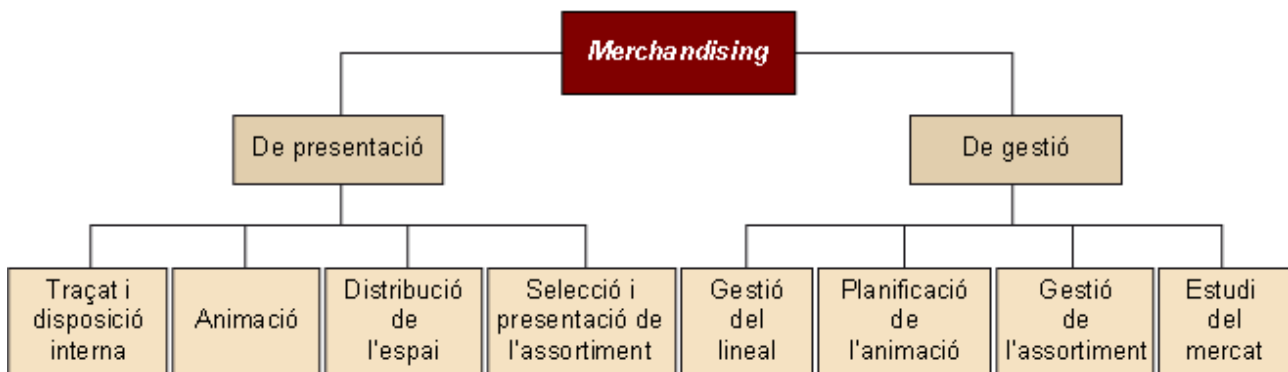 Merchandising
De presentació
De gestió
Traçat i
disposició
interna
Animació
Distribució
de
l'espai
Selecció i
presentació de
l'assortiment
Gestió
del
lineal
Planificació
de
l'animació
Gestió
de
l'assortiment
Estudi
del
mercat